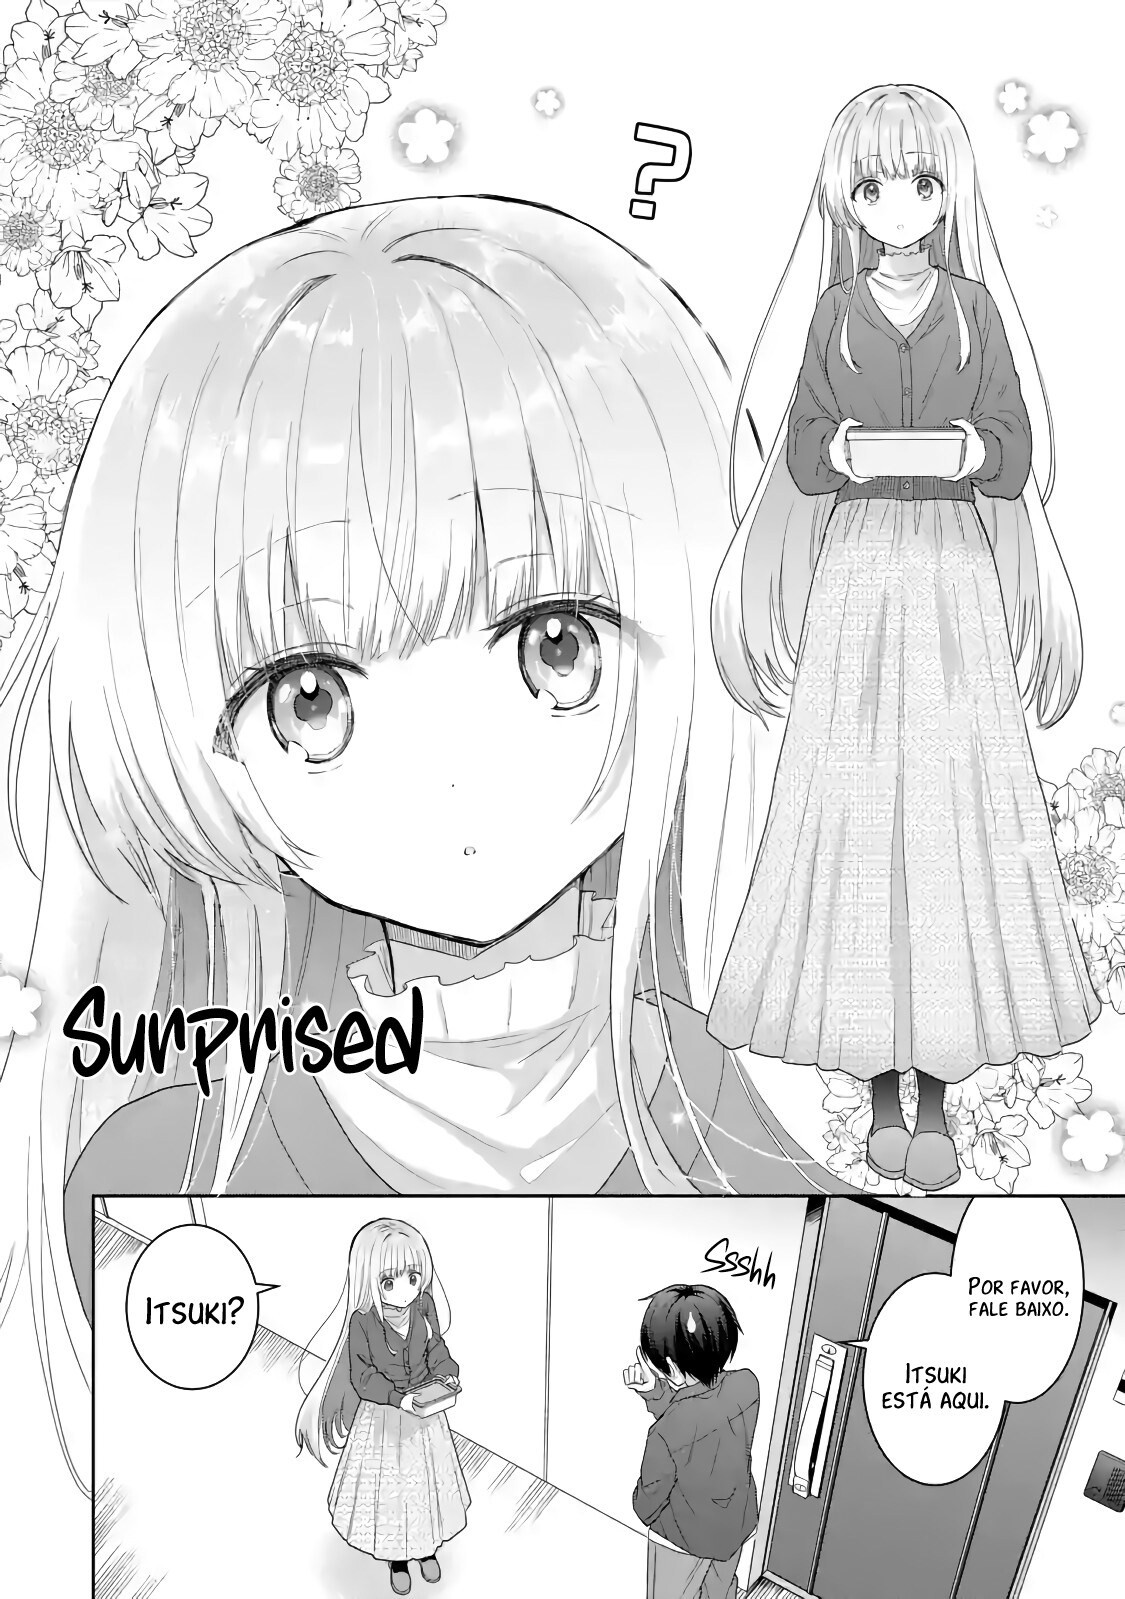 ?
Surprised
Ssshh
POR FAVOR,
FALE BAIXO.
ITSUKI
ESTÁ AQUI.
ITSUKI?